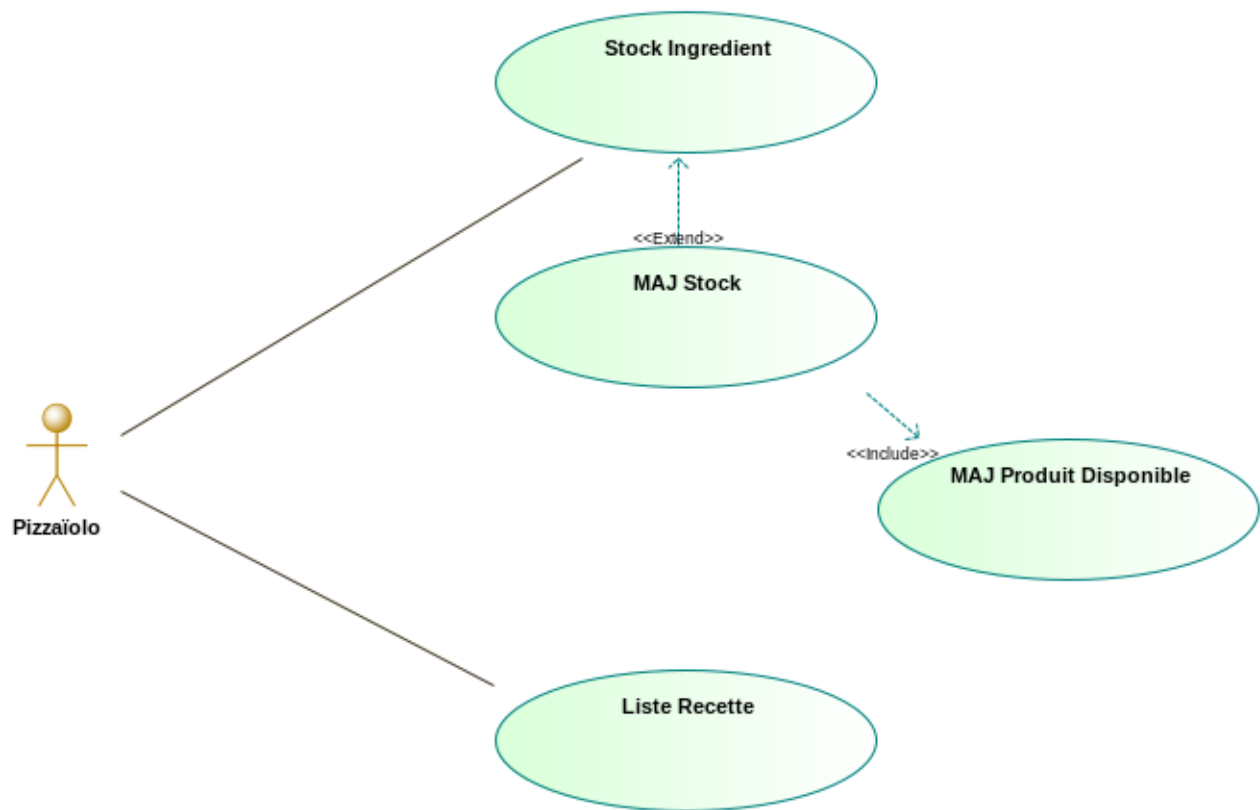 Stock Ingredient
<<Extend>>
MAJ Stock
<<Include>>
MAJ Produit Disponible
Pizzaïolo
Liste Recette